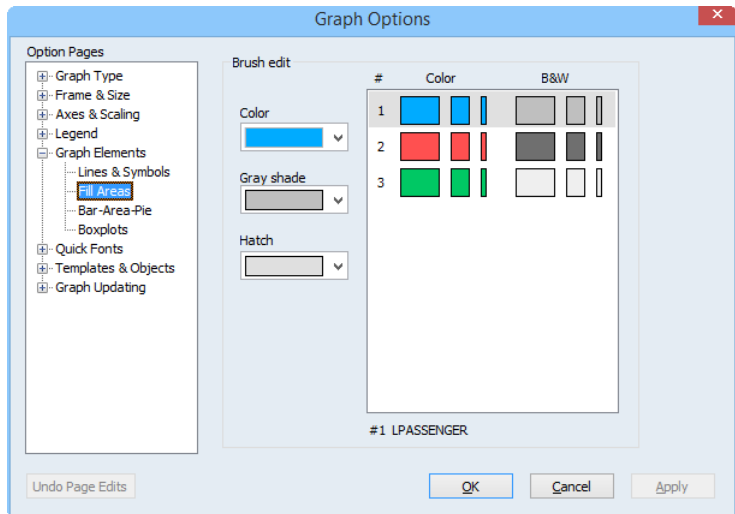 Graph Options
Option Pages
Graph Type
Frame & Size
Axes & Scaling
Legend
Graph Elements
Lines & Symbols
Fill Areas
Bar-Area-Pie
Boxplots
Quick Fonts
Templates & Objects
Graph Updating
Brush edit
Color
Gray shade
Hatch
# Color B&W
1
2
3
#1 LPASSENGER
Undo Page Edits
OK
Cancel
Apply